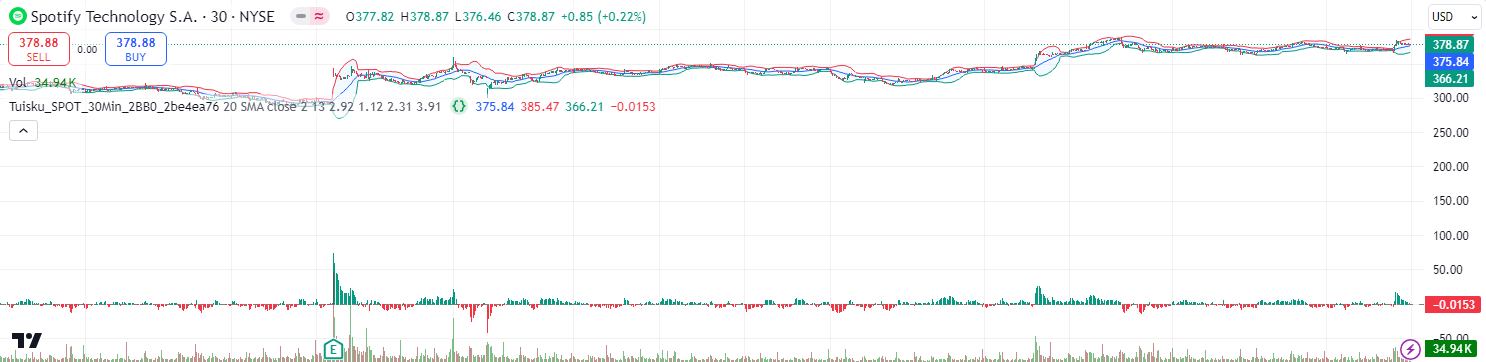 Spotify Technology S.A. · 30 · NYSE O377.82 H378.87 L376.46 C378.87 +0.85 (+0.22%)
USD
378.88 SELL
0.00
378.88 BUY
378.87
375.84
366.21
Vol 34.94K
300.00
Tuisku_SPOT_30Min_2BB0_2be4ea76 20 SMA close 2 13 2.92 1.12 2.31 3.91 {} 375.84 385.47 366.21 −0.0153
250.00
200.00
150.00
100.00
50.00
−0.0153
E
34.94K